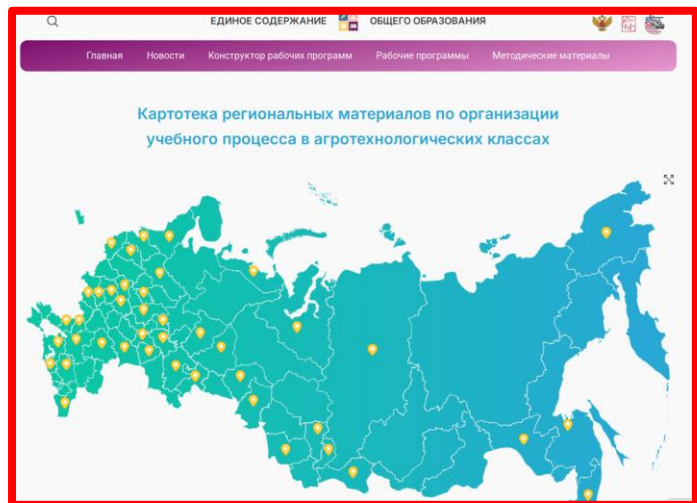 ЕДИНОЕ СОДЕРЖАНИЕ ОБЩЕГО ОБРАЗОВАНИЯ
Главная Новости Конструктор рабочих программ Рабочие программы Методические материалы
Картотека региональных материалов по организации
учебного процесса в агротехнологических классах